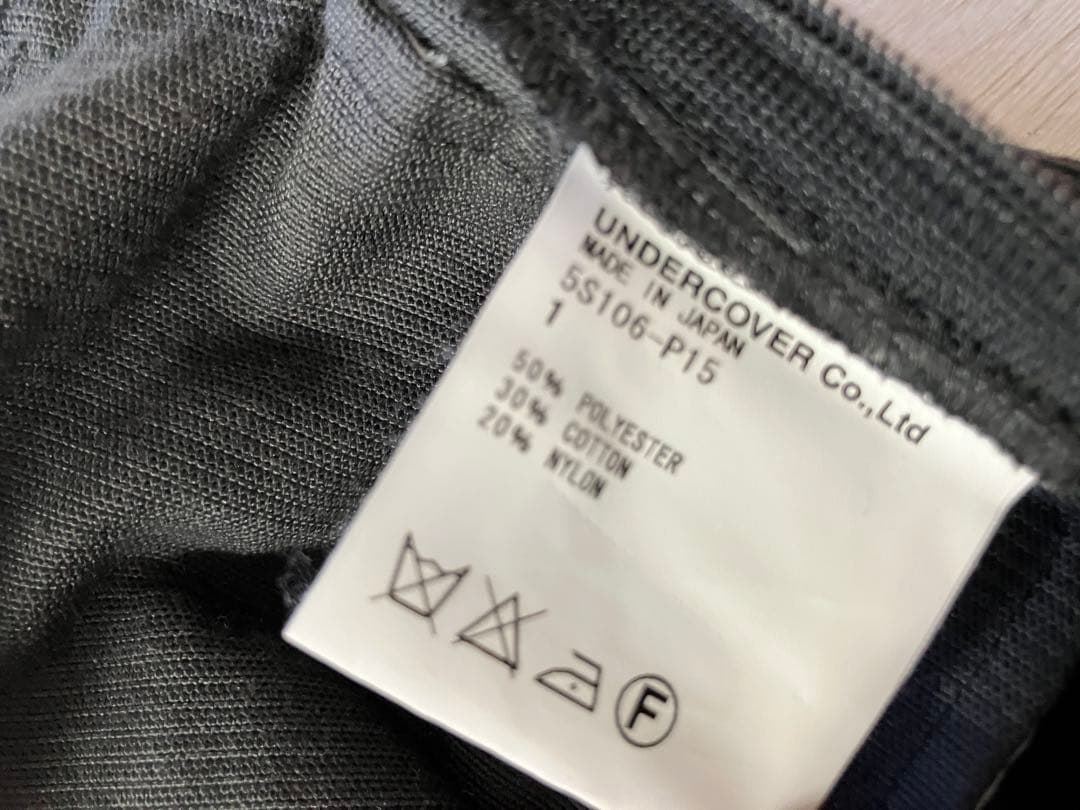 UNDERCOVER Co.,Ltd
MADE IN JAPAN
5S106-P15
1
50% POLYESTER
30% COTTON
20% NYLON
F